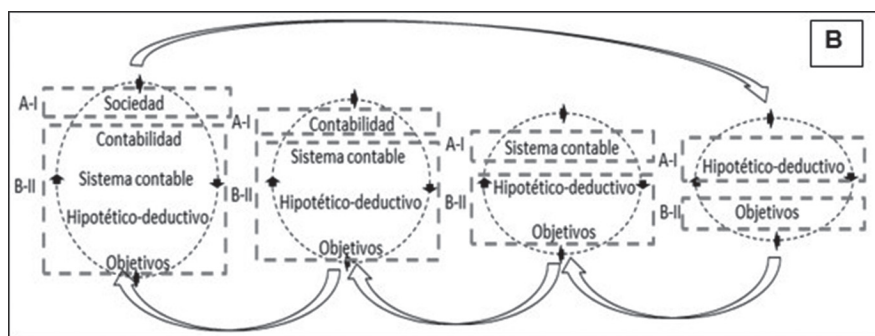 B
A-I
Sociedad
B-II
Contabilidad
Sistema contable
Hipotético-deductivo
Objetivos
A-I
Contabilidad
B-II
Sistema contable
Hipotético-deductivo
Objetivos
A-I
Sistema contable
B-II
Hipotético-deductivo
Objetivos
A-I
Hipotético-deductivo
B-II
Objetivos